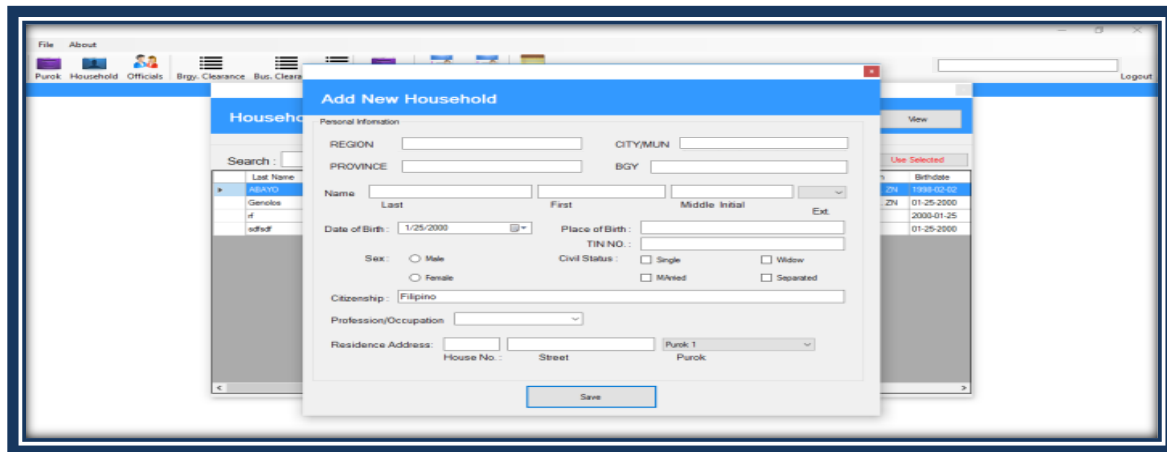 File About
Purok Household Officials Brgy. Clearance Bus. Cleara
Logout
Add New Household
Househo
View
Personal Information
REGION CITY/MUN
PROVINCE BGY
Search :
Use Selected
Last Name Birthdate
ABAYO ZN 1998-02-02
Genolos ZN 01-25-2000
rf 2000-01-25
sdfsdf 01-25-2000
Name
Last First Middle Initial Ext.
Date of Birth : 1/25/2000 Place of Birth :
TIN NO. :
Sex : Male Civil Status : Single Widow
Female MArried Separated
Citizenship : Filipino
Profession/Occupation
Residence Address: Purok 1
House No. : Street Purok
Save